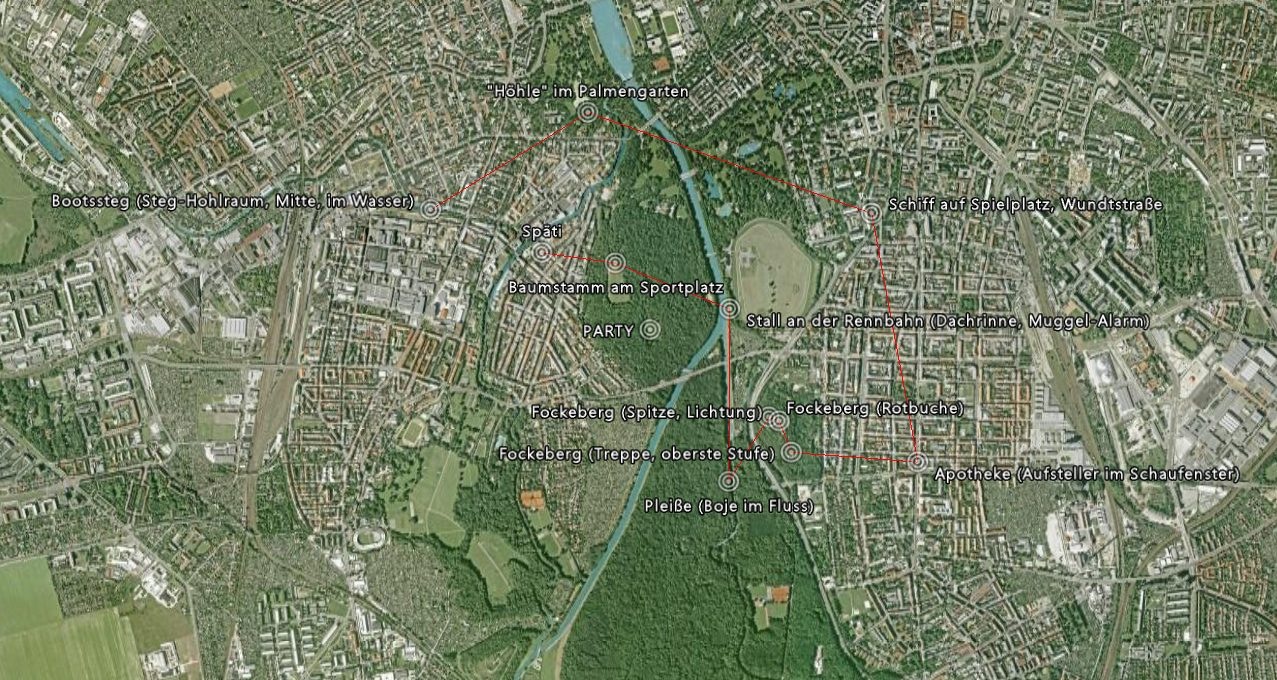 "Höhle" im Palmengarten
Bootssteg (Steg-Hohlraum, Mitte, im Wasser)
Schiff auf Spielplatz, Wundtstraße
Späti
Baumstamm am Sportplatz
Stall an der Rennbahn (Dachrinne, Muggel-Alarm)
PARTY
Fockeberg (Spitze, Lichtung)
Fockeberg (Rotbuche)
Fockeberg (Treppe, oberste Stufe)
Apotheke (Aufsteller im Schaufenster)
Pleiße (Boje im Fluss)